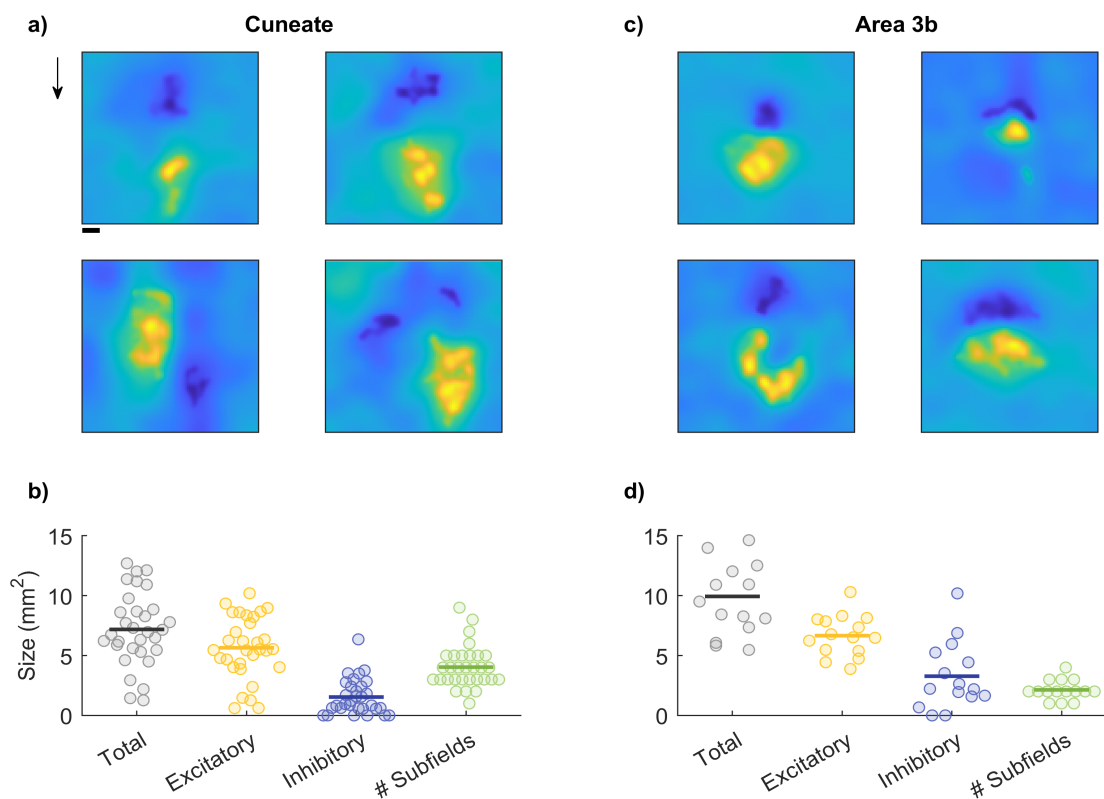 a)
Cuneate
c)
Area 3b
b)
d)
15
10
5
0
Size (mm²)
Total
Excitatory
Inhibitory
# Subfields
15
10
5
0
Total
Excitatory
Inhibitory
# Subfields